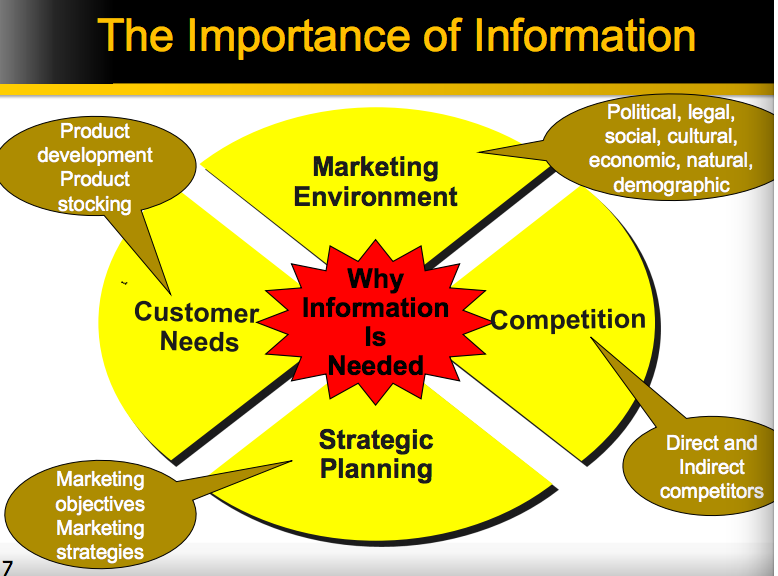 The Importance of Information
Product
development
Product
stocking
Marketing
Environment
Political, legal,
social, cultural,
economic, natural,
demographic
Customer
Needs
Why
Information
Is
Needed
Competition
Strategic
Planning
Marketing
objectives
Marketing
strategies
Direct and
Indirect
competitors
7